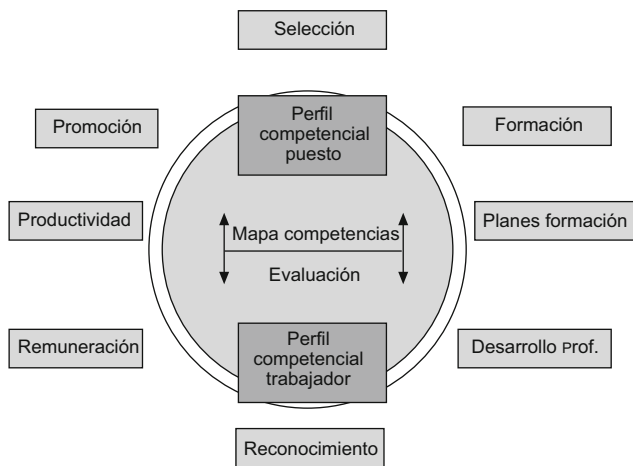 Selección
Perfil
competencial
puesto
Promoción
Formación
Productividad
Planes formación
Mapa competencias
Evaluación
Remuneración
Desarrollo Prof.
Perfil
competencial
trabajador
Reconocimiento